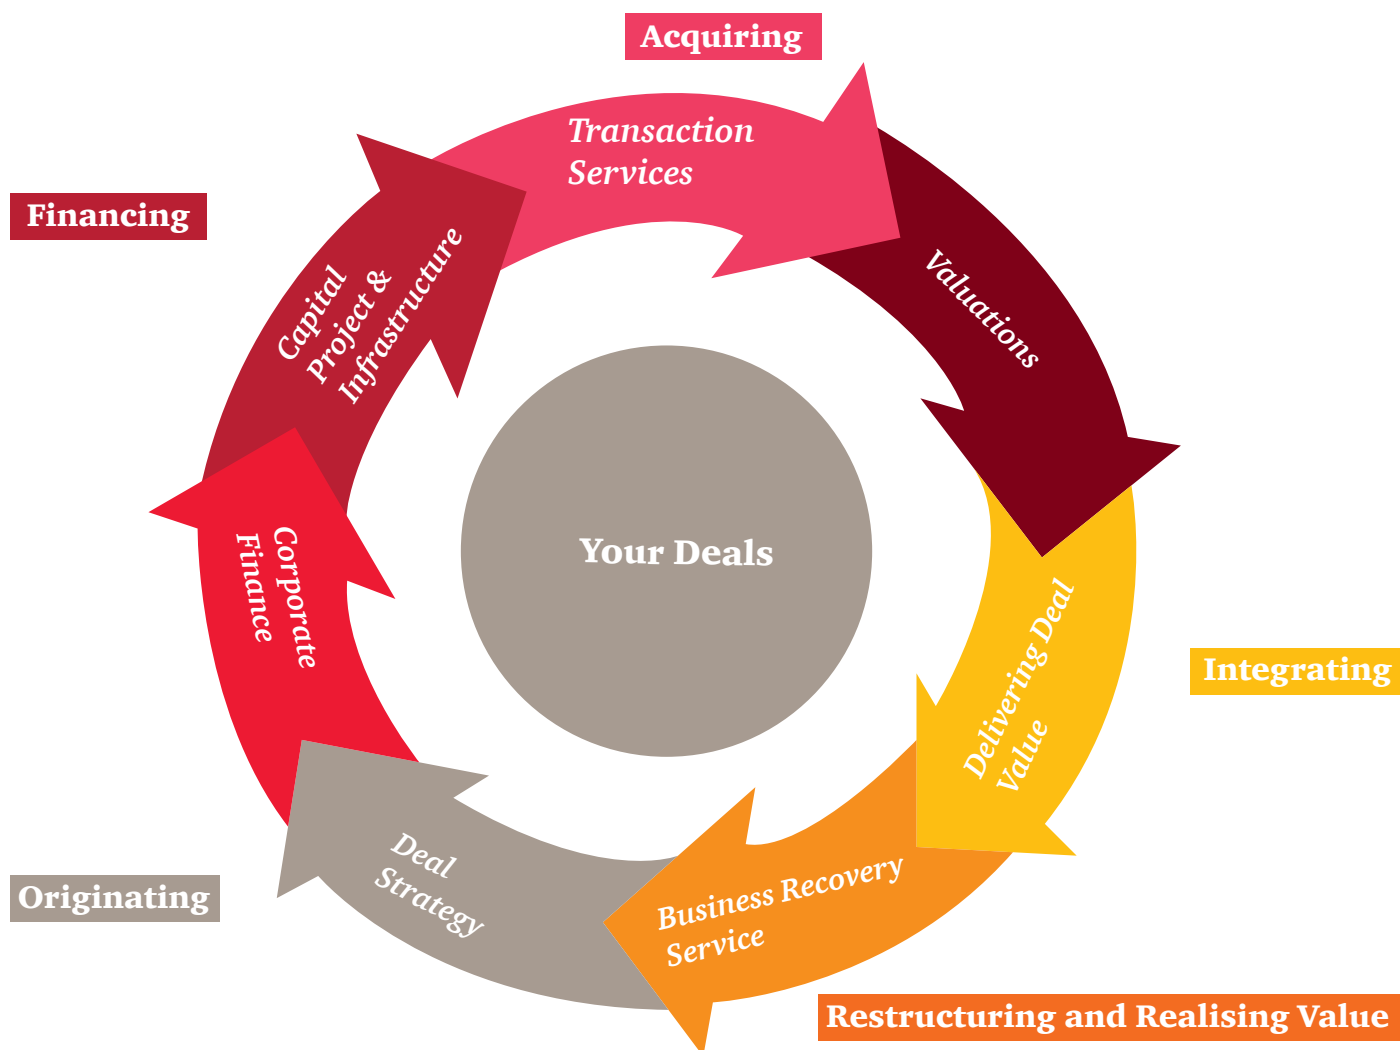 Acquiring
Transaction
Services
Financing
Capital
Project &
Infrastructure
Valuations
Your Deals
Corporate
Finance
Delivering Deal
Value
Integrating
Deal
Strategy
Business Recovery
Service
Originating
Restructuring and Realising Value